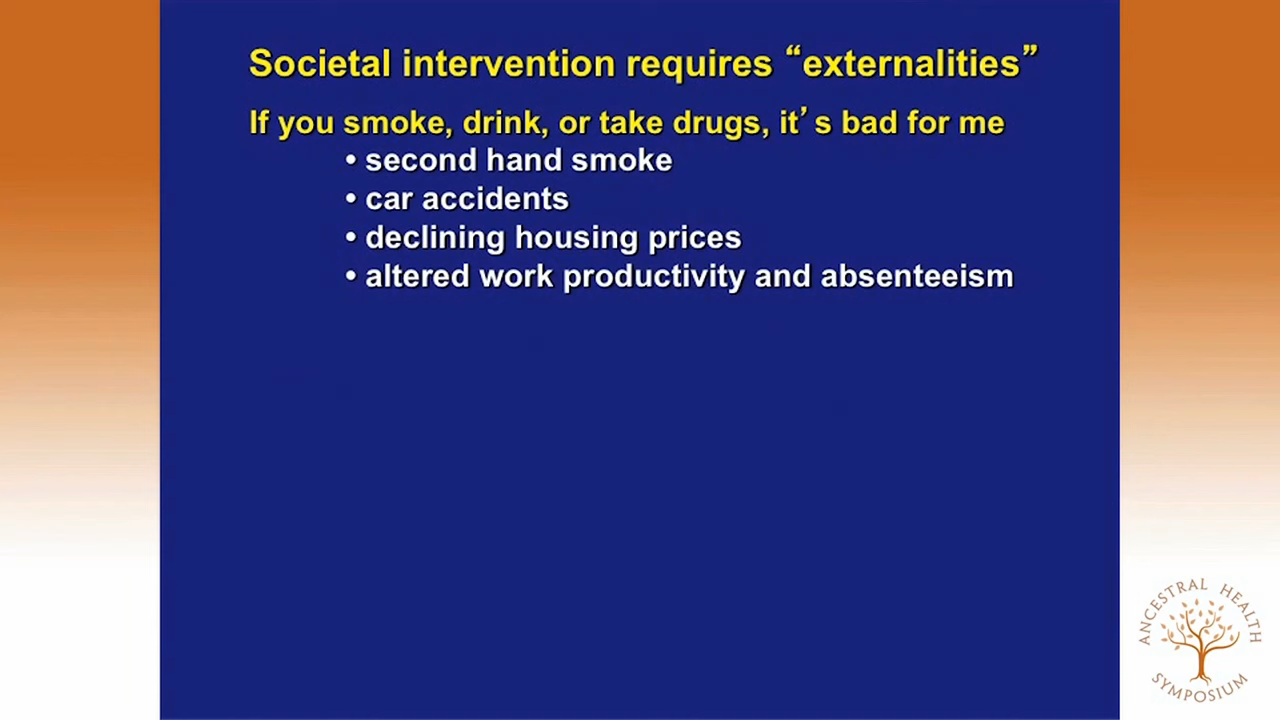 Societal intervention requires “externalities”
If you smoke, drink, or take drugs, it’s bad for me
• second hand smoke
• car accidents
• declining housing prices
• altered work productivity and absenteeism
ANCESTRAL HEALTH
SYMPOSIUM